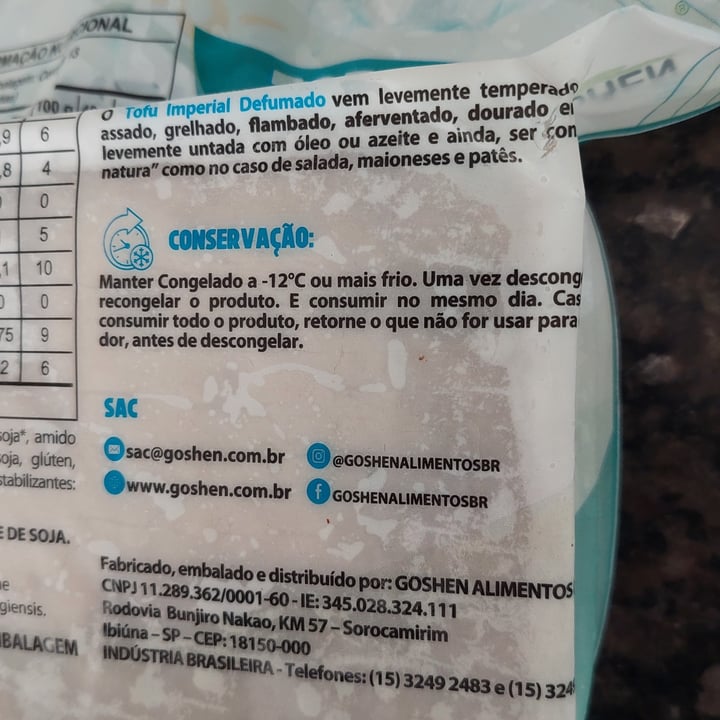 100 g
,9 6
,8 4
0 0
5
,1 10
0 0
75 9
2 6
soja*, amido
soja, glúten,
stabilizantes:
E DE SOJA.
giensis.
MBALAGEM
O Tofu Imperial Defumado vem levemente temperado
assado, grelhado, flambado, aferventado, dourado e
levemente untada com óleo ou azeite e ainda, ser con
natura" como no caso de salada, maioneses e patês.
CONSERVAÇÃO:
Manter Congelado a -12°C ou mais frio. Uma vez descong
recongelar o produto. E consumir no mesmo dia. Cas
consumir todo o produto, retorne o que não for usar para
dor, antes de descongelar.
SAC
sac@goshen.com.br @GOSHENALIMENTOSBR
www.goshen.com.br GOSHENALIMENTOSBR
Fabricado, embalado e distribuído por: GOSHEN ALIMENTOS
CNPJ 11.289.362/0001-60 - IE: 345.028.324.111
Rodovia Bunjiro Nakao, KM 57 – Sorocamirim
Ibiúna – SP – CEP: 18150-000
INDÚSTRIA BRASILEIRA - Telefones: (15) 3249 2483 e (15) 324